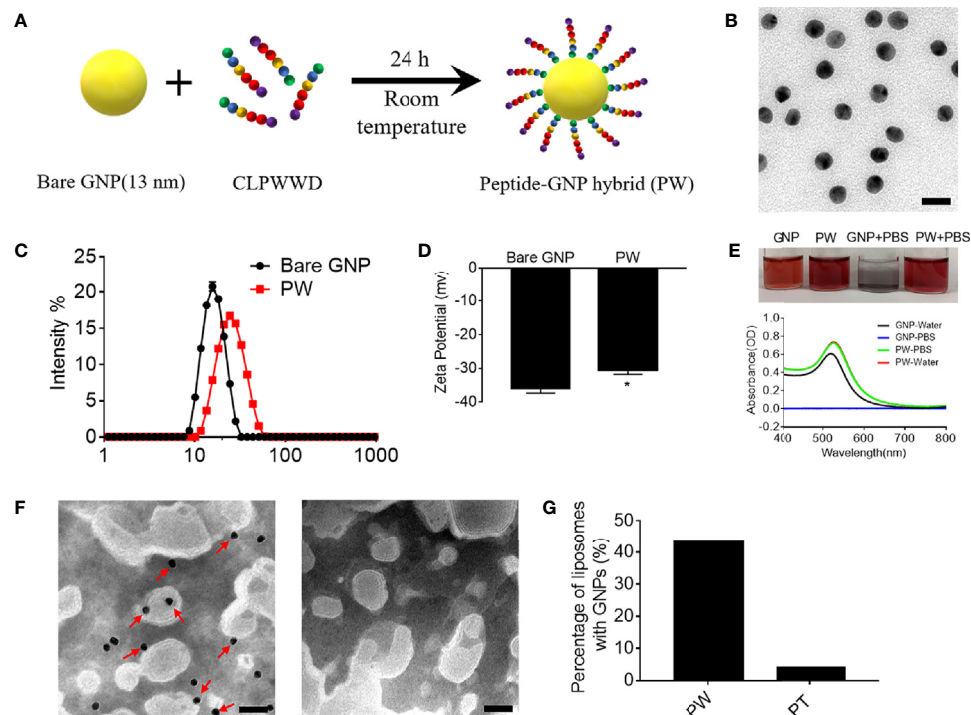 A
24 h
Room
temperature
Bare GNP(13 nm)
CLPWWD
Peptide-GNP hybrid (PW)
B
C
25
20
15
10
5
0
Intensity %
1
10
100
1000
Bare GNP
PW
D
Bare GNP
PW
0
-10
-20
-30
-40
Zeta Potential (mv)
*
E
GNP
PW
GNP+PBS
PW+PBS
GNP-Water
GNP-PBS
PW-PBS
PW-Water
1.0
0.8
0.6
0.4
0.2
0.0
-0.2
Absorbance(OD)
400
500
600
700
800
Wavelength(nm)
F
G
50
40
30
20
10
0
Percentage of liposomes
with GNPs (%)
PW
PT